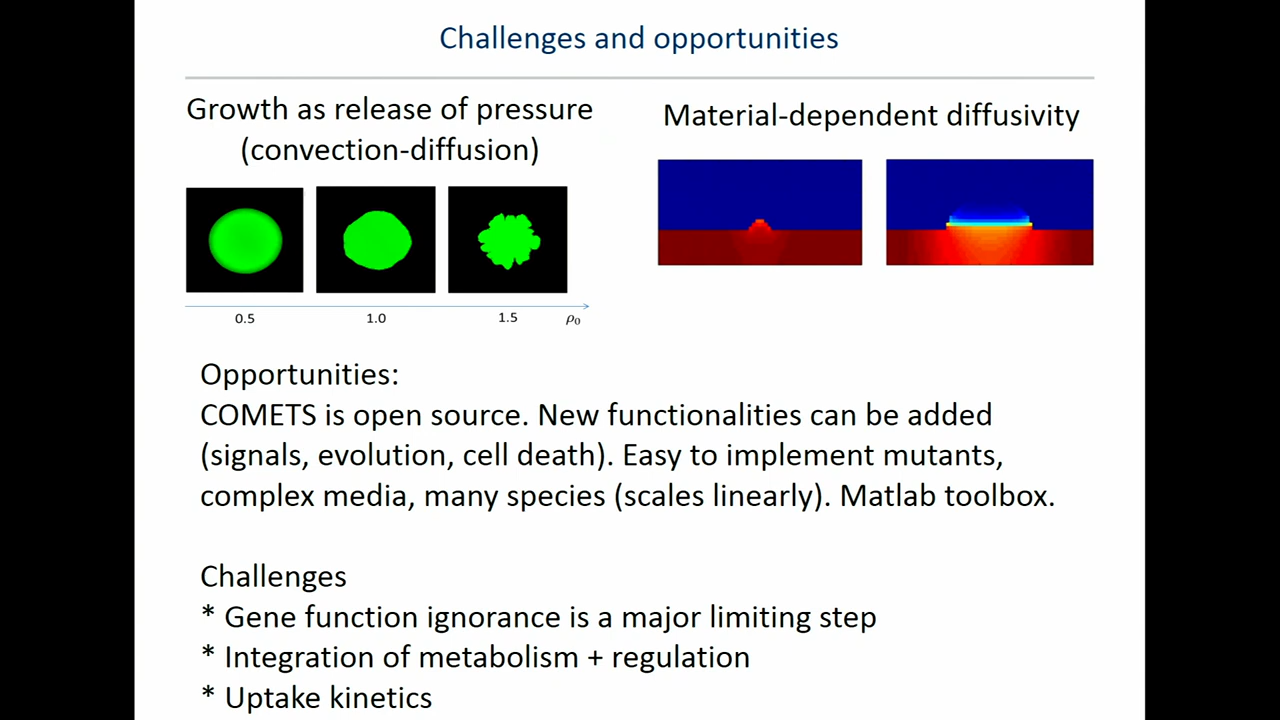 Challenges and opportunities
Growth as release of pressure
(convection-diffusion)
Material-dependent diffusivity
0.5 1.0 1.5 ρ₀
Opportunities:
COMETS is open source. New functionalities can be added
(signals, evolution, cell death). Easy to implement mutants,
complex media, many species (scales linearly). Matlab toolbox.
Challenges
* Gene function ignorance is a major limiting step
* Integration of metabolism + regulation
* Uptake kinetics